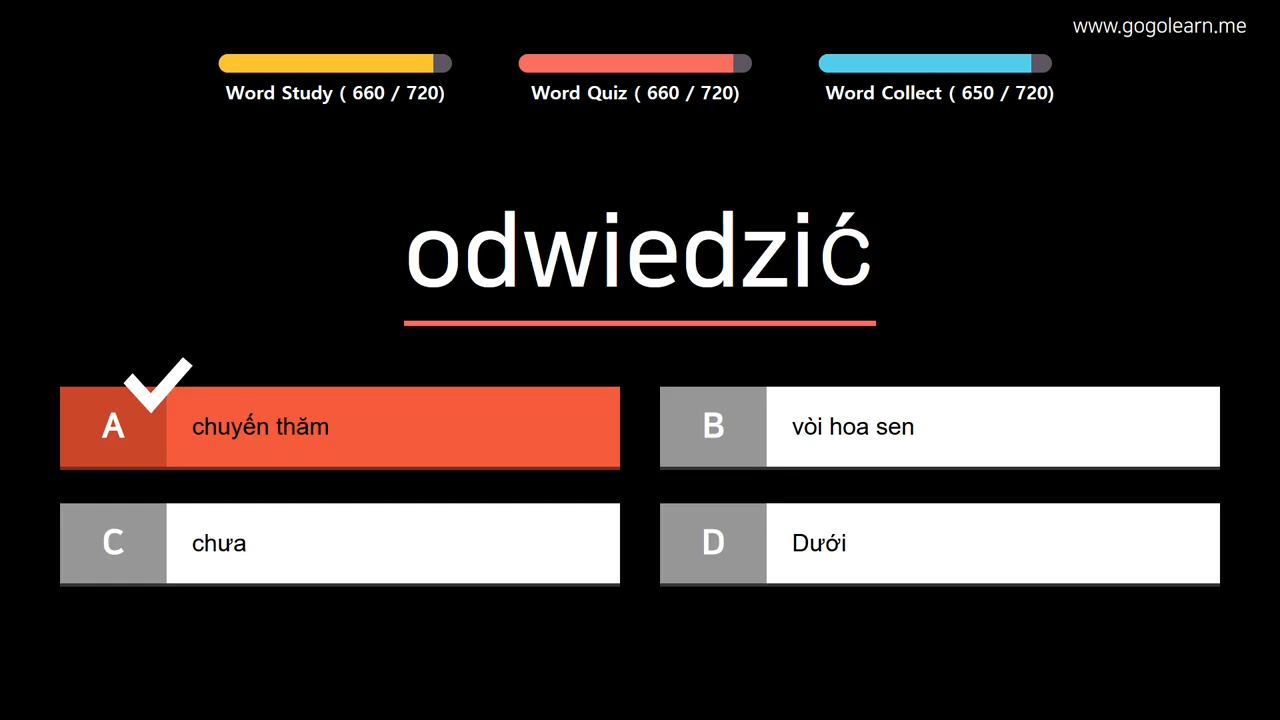 www.gogolearn.me
Word Study ( 660 / 720)
Word Quiz ( 660 / 720)
Word Collect ( 650 / 720)
odwiedzić
A chuyến thăm
B vòi hoa sen
C chưa
D Dưới